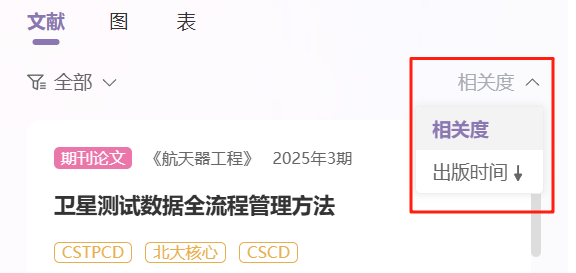 文献 图 表
全部 相关度
相关度
期刊论文 《航天器工程》 2025年3期
出版时间
卫星测试数据全流程管理方法
CSTPCD 北大核心 CSCD